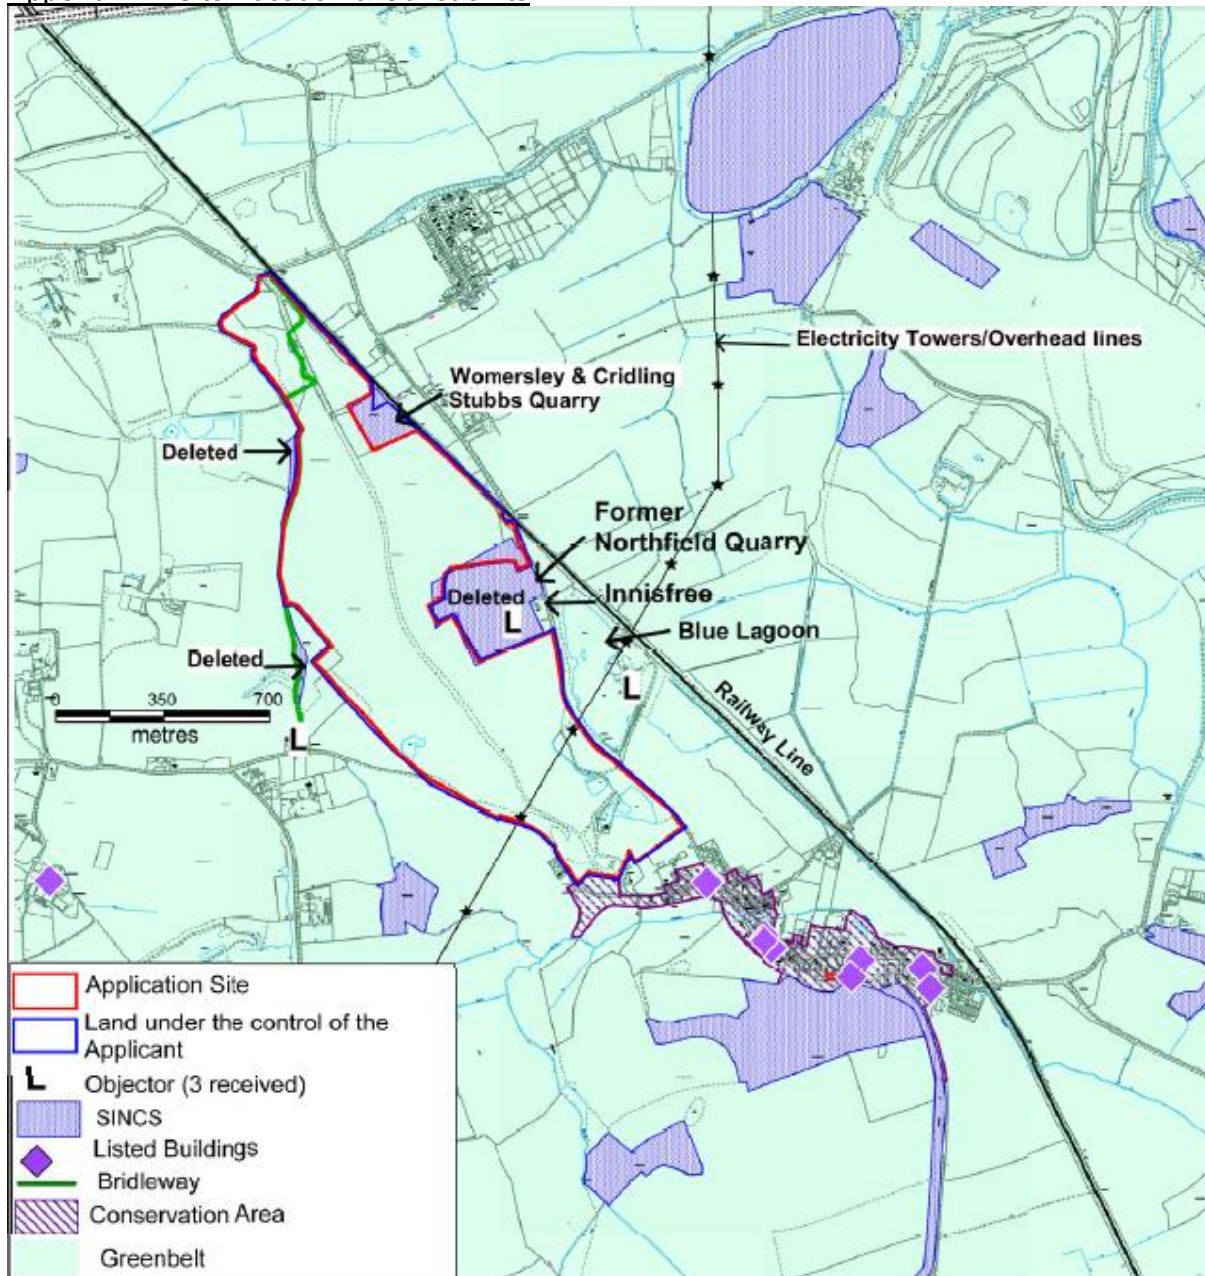 Electricity Towers/Overhead lines
Womersley & Cridling
Stubbs Quarry
Deleted
Former
Northfield Quarry
Deleted
Innisfree
L
Blue Lagoon
Deleted
L
Railway Line
0 350 700
metres
L
Application Site
Land under the control of the
Applicant
L Objector (3 received)
SINCS
Listed Buildings
Bridleway
Conservation Area
Greenbelt